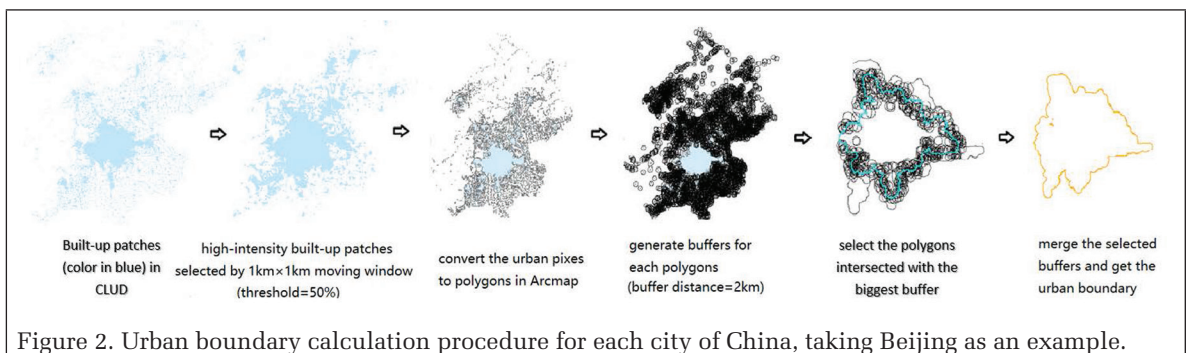 Built-up patches
(color in blue) in
CLUD
high-intensity built-up patches
selected by 1km×1km moving window
(threshold=50%)
convert the urban pixes
to polygons in Arcmap
generate buffers for
each polygons
(buffer distance=2km)
select the polygons
intersected with the
biggest buffer
merge the selected
buffers and get the
urban boundary
Figure 2. Urban boundary calculation procedure for each city of China, taking Beijing as an example.